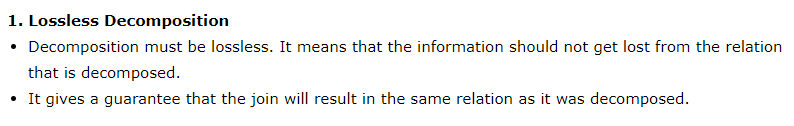 1. Lossless Decomposition
• Decomposition must be lossless. It means that the information should not get lost from the relation
that is decomposed.
• It gives a guarantee that the join will result in the same relation as it was decomposed.